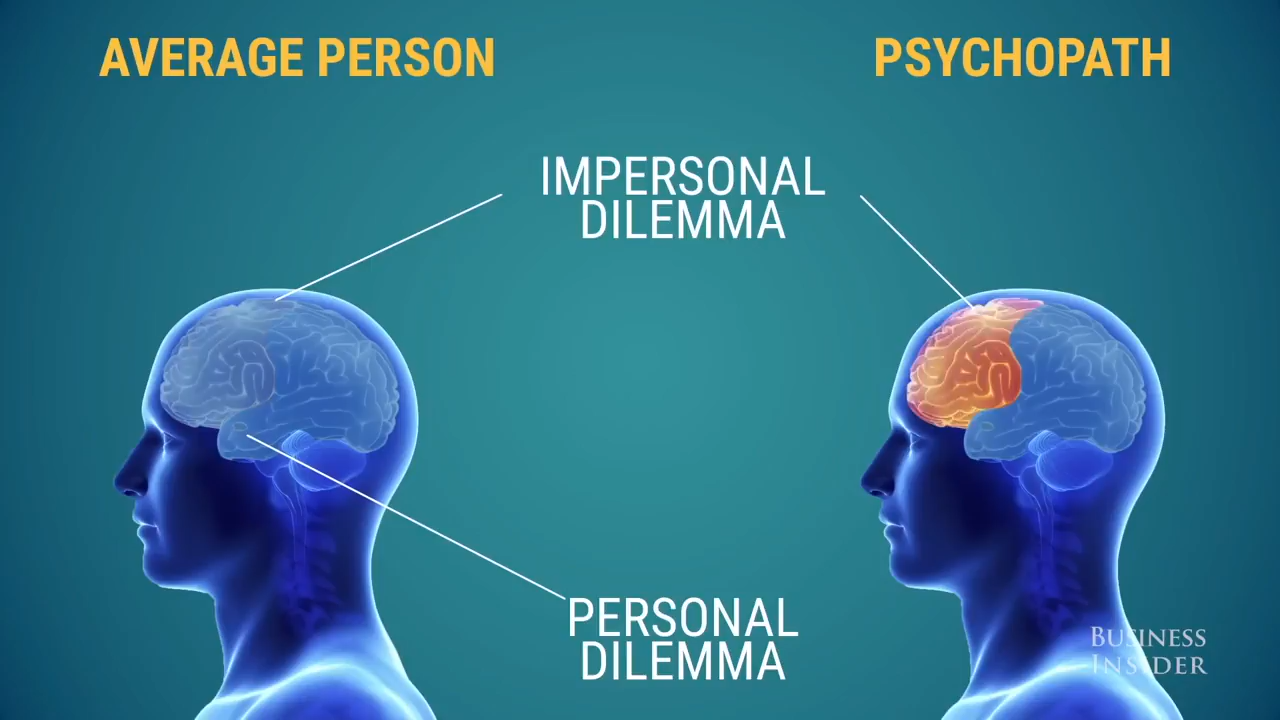 AVERAGE PERSON
PSYCHOPATH
IMPERSONAL
DILEMMA
PERSONAL
DILEMMA
BUSINESS
INSIDER